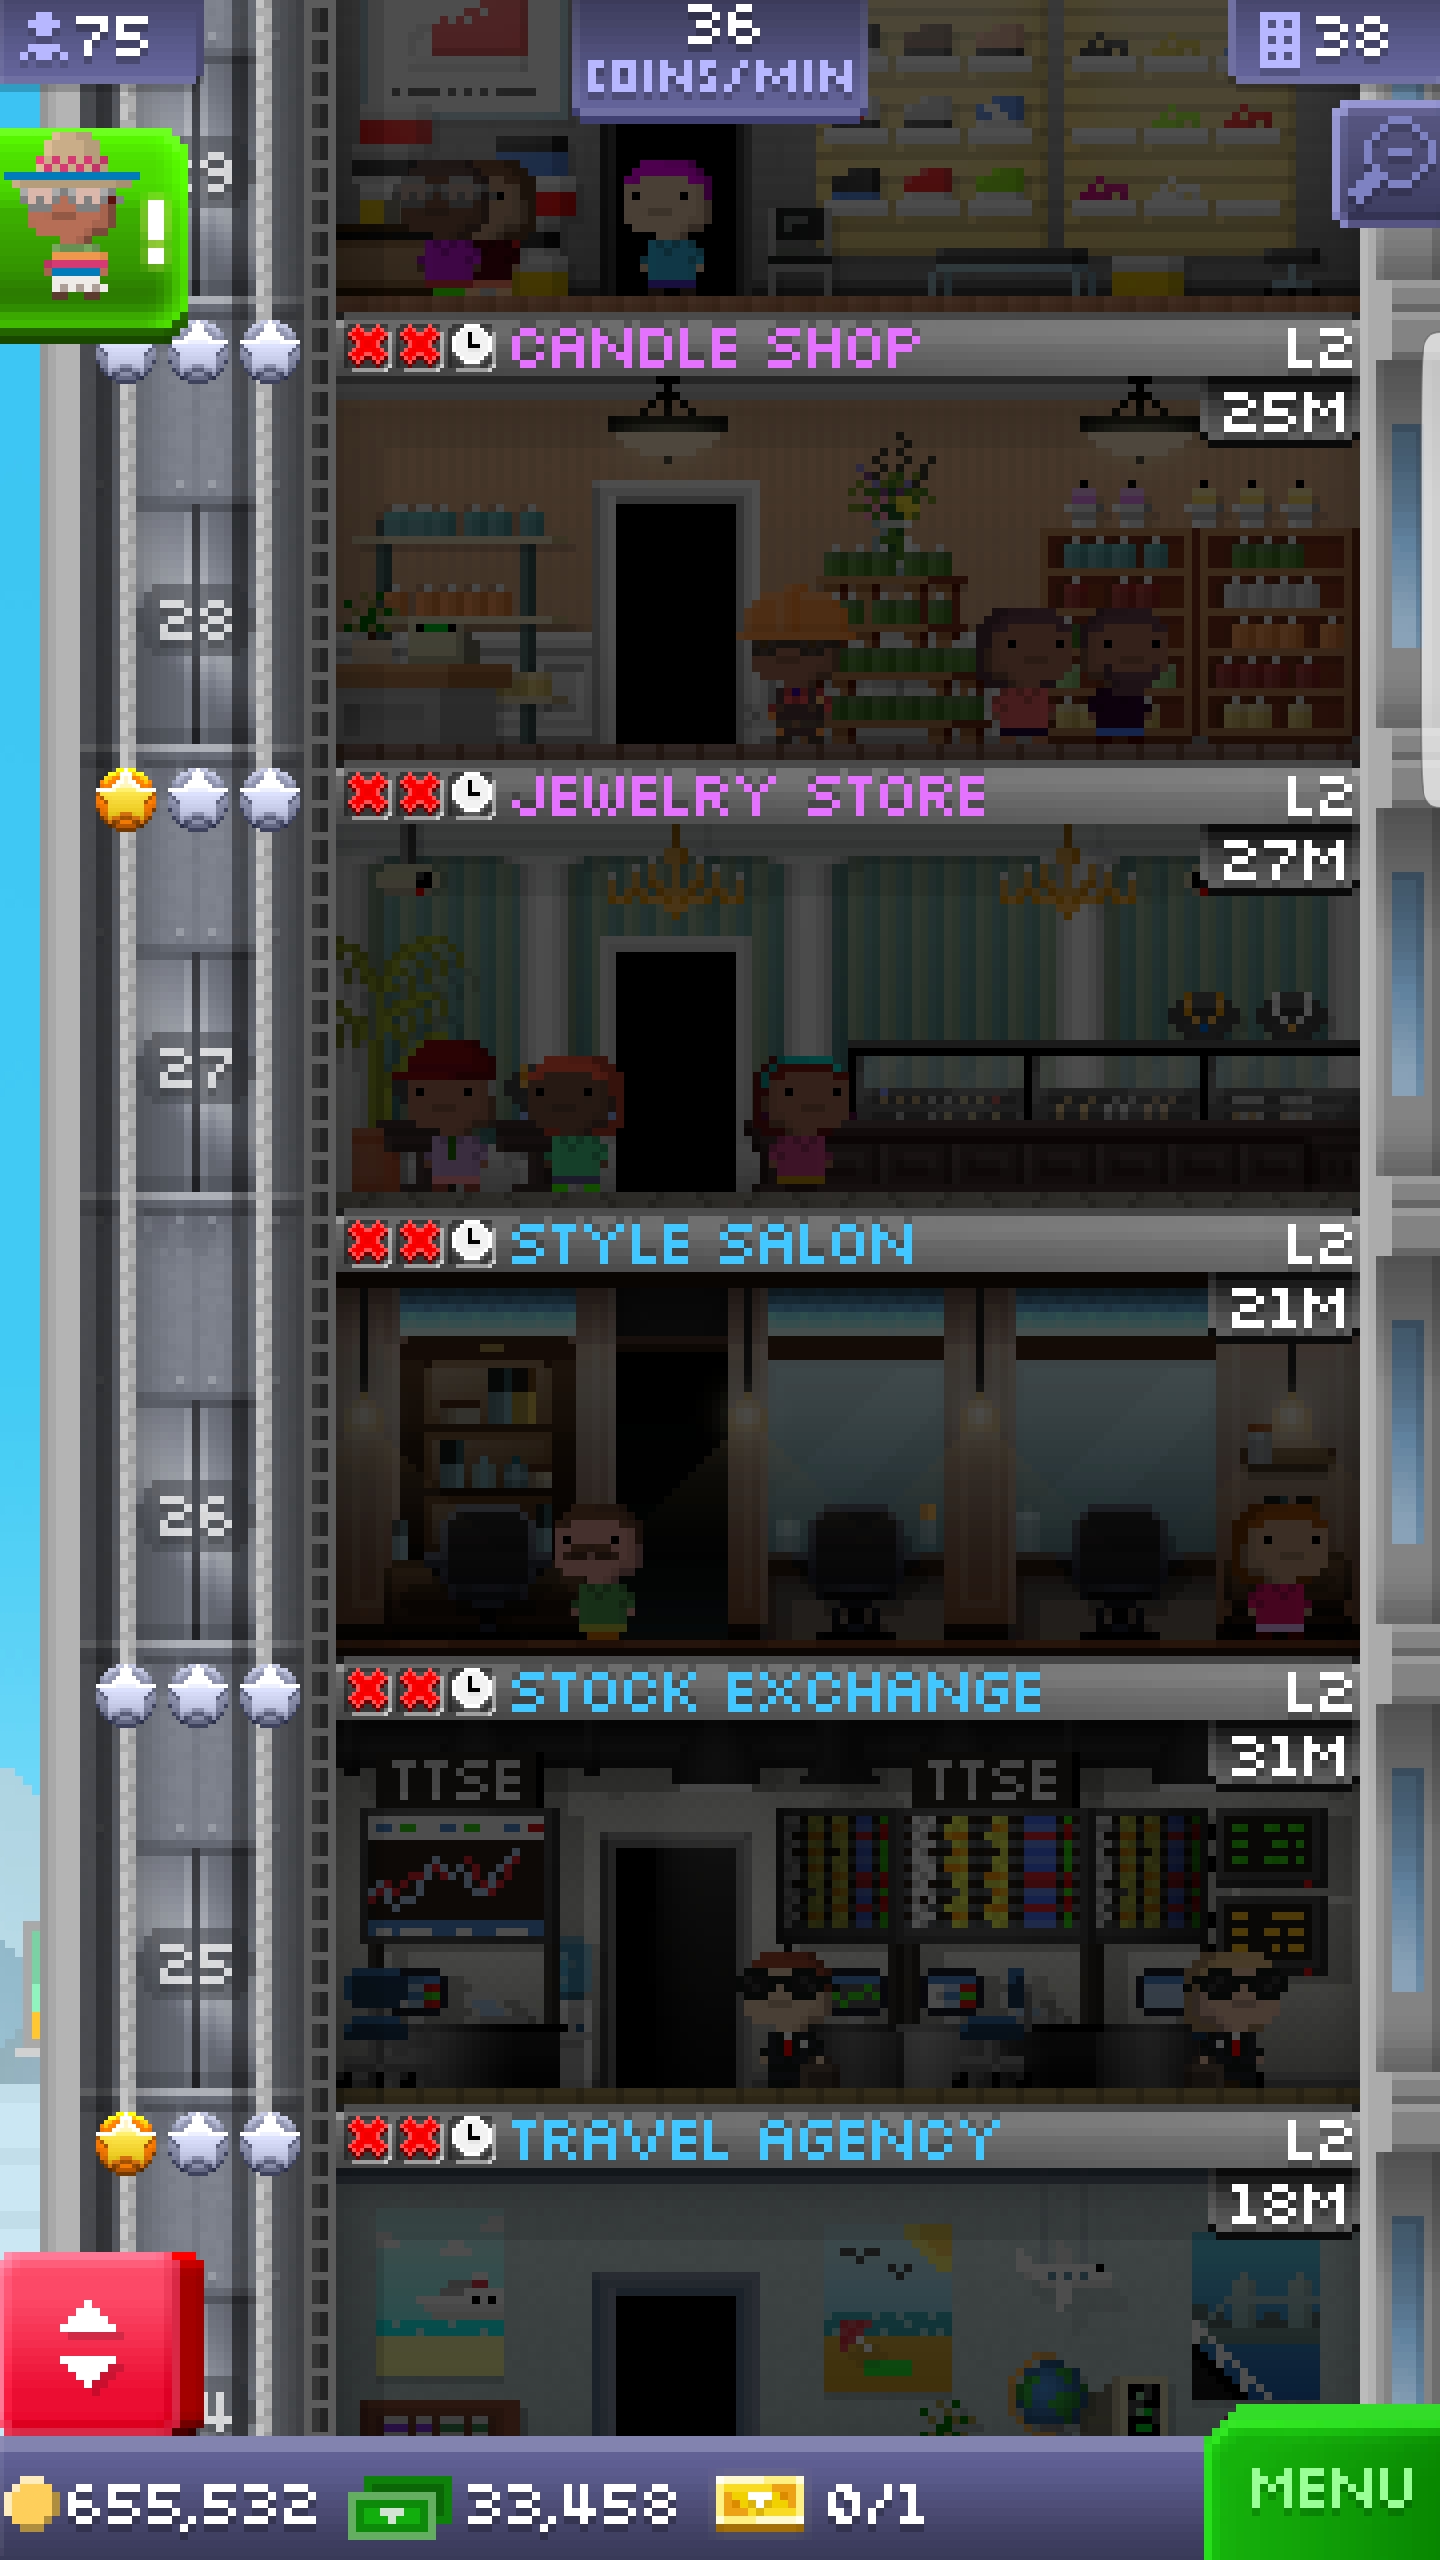 75
36
COINS/MIN
38
!
CANDLE SHOP
L2
25M
28
JEWELRY STORE
L2
27M
27
STYLE SALON
L2
21M
26
STOCK EXCHANGE
L2
31M
TTSE
TTSE
25
TRAVEL AGENCY
L2
18M
4
655,532
33,458
0/1
MENU